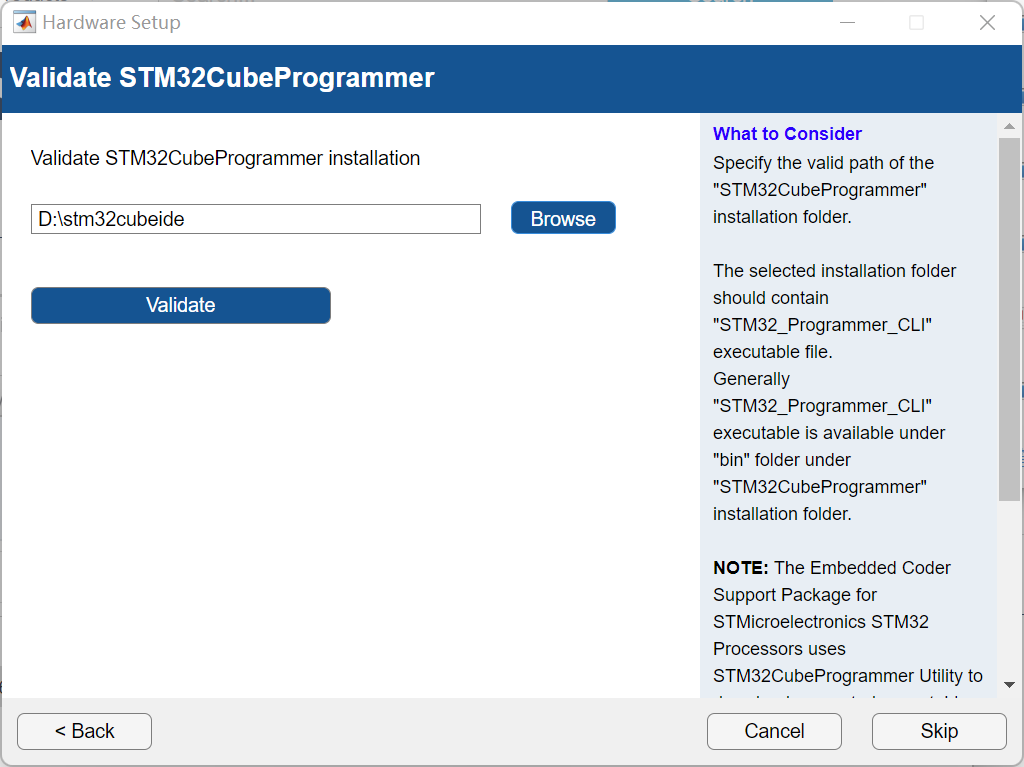 Hardware Setup
Validate STM32CubeProgrammer
Validate STM32CubeProgrammer installation
D:\stm32cubeide
Browse
Validate
What to Consider
Specify the valid path of the
"STM32CubeProgrammer"
installation folder.
The selected installation folder
should contain
"STM32_Programmer_CLI"
executable file.
Generally
"STM32_Programmer_CLI"
executable is available under
"bin" folder under
"STM32CubeProgrammer"
installation folder.
NOTE: The Embedded Coder
Support Package for
STMicroelectronics STM32
Processors uses
STM32CubeProgrammer Utility to
< Back
Cancel
Skip